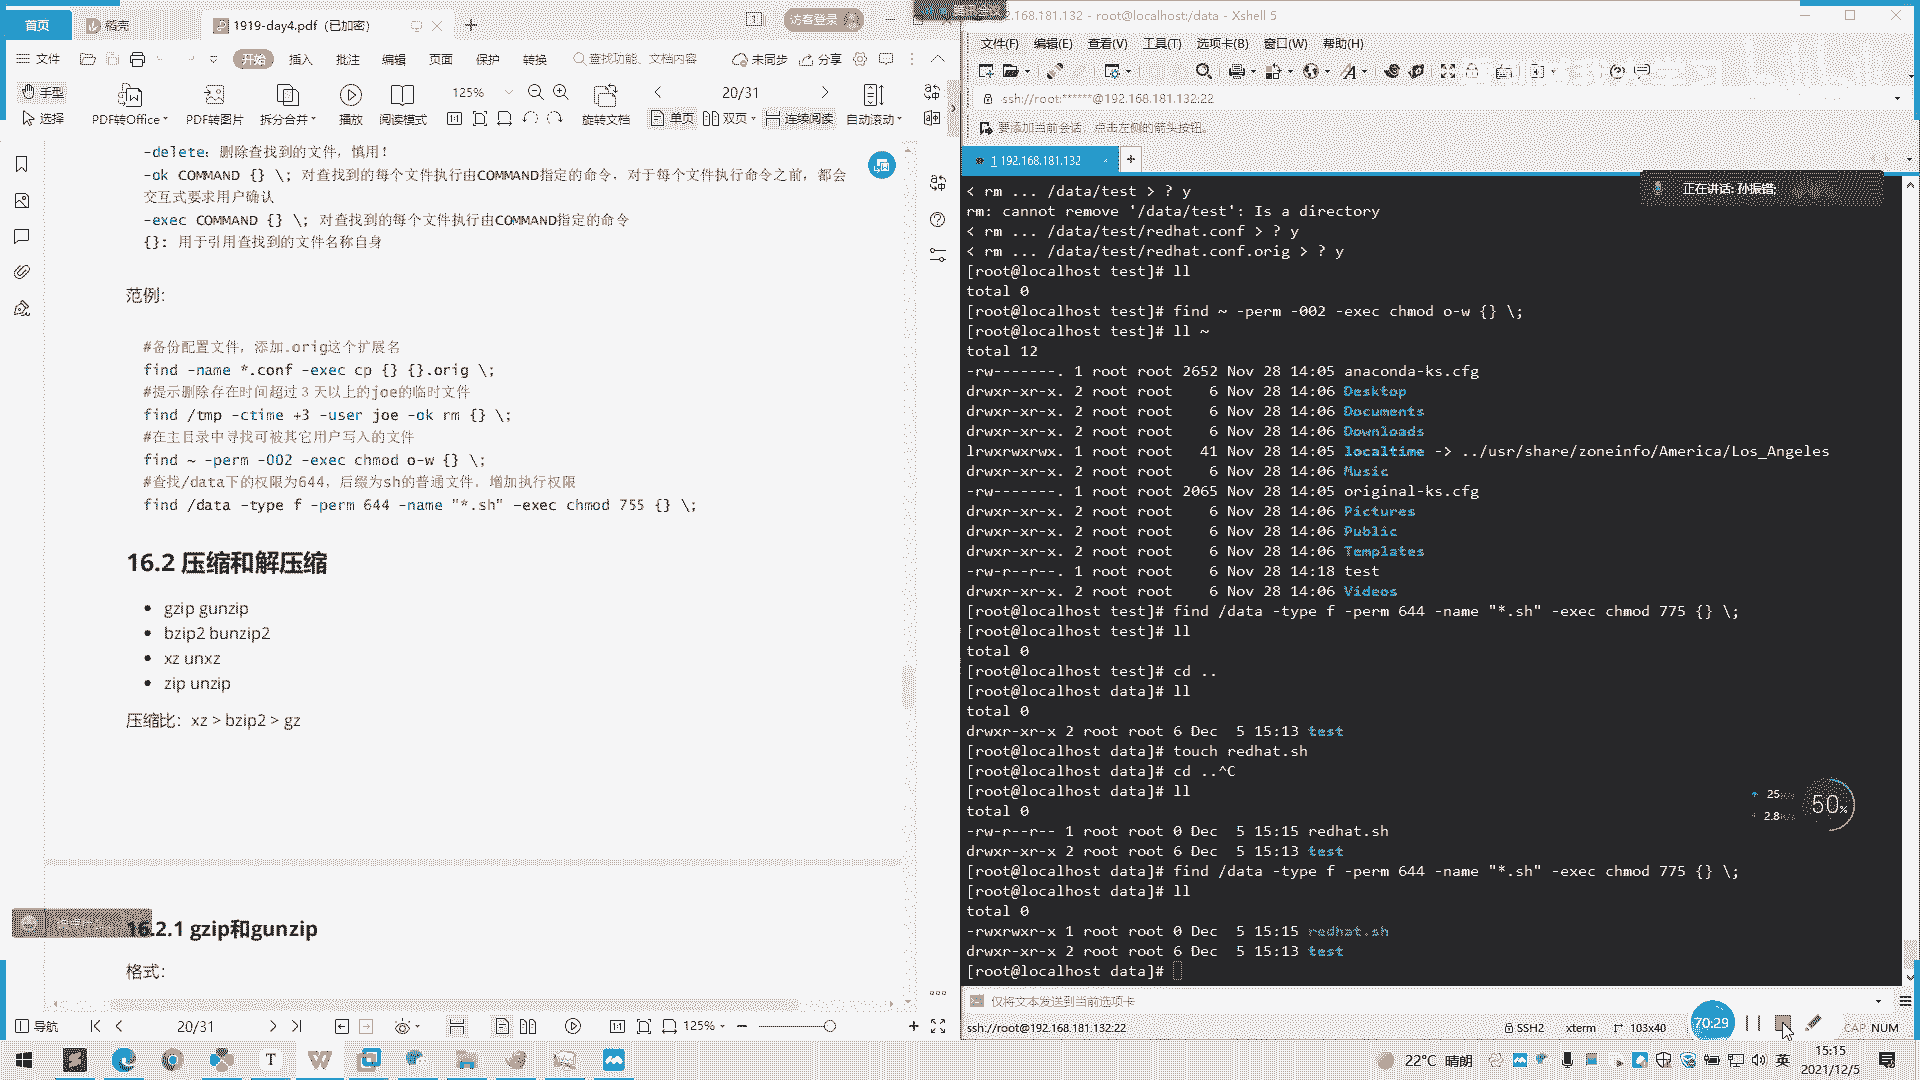 首页
稻壳
1919-day4.pdf (已加密)
访客登录
文件
开始
插入
批注
编辑
页面
保护
转换
查找功能、文档内容
未同步
分享
手型
选择
PDF转Office
PDF转图片
拆分合并
播放
阅读模式
125%
旋转文档
20/31
单页
双页
连续阅读
自动滚动
-delete: 删除查找到的文件，慎用！
-ok COMMAND {} \; 对查找到的每个文件执行由COMMAND指定的命令，对于每个文件执行命令之前，都会
交互式要求用户确认
-exec COMMAND {} \; 对查找到的每个文件执行由COMMAND指定的命令
{}: 用于引用查找到的文件名称自身
范例:
#备份配置文件，添加.orig这个扩展名
find -name *.conf -exec cp {} {}.orig \;
#提示删除存在时间超过３天以上的joe的临时文件
find /tmp -ctime +3 -user joe -ok rm {} \;
#在主目录中寻找可被其它用户写入的文件
find ~ -perm -002 -exec chmod o-w {} \;
#查找/data下的权限为644，后缀为sh的普通文件，增加执行权限
find /data -type f -perm 644 -name "*.sh" -exec chmod 755 {} \;
16.2 压缩和解压缩
• gzip gunzip
• bzip2 bunzip2
• xz unxz
• zip unzip
压缩比: xz > bzip2 > gz
16.2.1 gzip和gunzip
格式:
导航
20/31
125%
.168.181.132 - root@localhost:/data - Xshell 5
文件(F) 编辑(E) 查看(V) 工具(T) 选项卡(B) 窗口(W) 帮助(H)
ssh://root:******@192.168.181.132:22
要添加当前会话，点击左侧的箭头按钮。
1 192.168.181.132
正在讲话: 孙振错;
< rm ... /data/test > ? y
rm: cannot remove '/data/test': Is a directory
< rm ... /data/test/redhat.conf > ? y
< rm ... /data/test/redhat.conf.orig > ? y
[root@localhost test]# ll
total 0
[root@localhost test]# find ~ -perm -002 -exec chmod o-w {} \;
[root@localhost test]# ll ~
total 12
-rw-------. 1 root root 2652 Nov 28 14:05 anaconda-ks.cfg
drwxr-xr-x. 2 root root    6 Nov 28 14:06 Desktop
drwxr-xr-x. 2 root root    6 Nov 28 14:06 Documents
drwxr-xr-x. 2 root root    6 Nov 28 14:06 Downloads
lrwxrwxrwx. 1 root root   41 Nov 28 14:05 localtime -> ../usr/share/zoneinfo/America/Los_Angeles
drwxr-xr-x. 2 root root    6 Nov 28 14:06 Music
-rw-------. 1 root root 2065 Nov 28 14:05 original-ks.cfg
drwxr-xr-x. 2 root root    6 Nov 28 14:06 Pictures
drwxr-xr-x. 2 root root    6 Nov 28 14:06 Public
drwxr-xr-x. 2 root root    6 Nov 28 14:06 Templates
-rw-r--r--. 1 root root    6 Nov 28 14:18 test
drwxr-xr-x. 2 root root    6 Nov 28 14:06 Videos
[root@localhost test]# find /data -type f -perm 644 -name "*.sh" -exec chmod 775 {} \;
[root@localhost test]# ll
total 0
[root@localhost test]# cd ..
[root@localhost data]# ll
total 0
drwxr-xr-x 2 root root 6 Dec  5 15:13 test
[root@localhost data]# touch redhat.sh
[root@localhost data]# cd ..^C
[root@localhost data]# ll
total 0
-rw-r--r-- 1 root root 0 Dec  5 15:15 redhat.sh
drwxr-xr-x 2 root root 6 Dec  5 15:13 test
[root@localhost data]# find /data -type f -perm 644 -name "*.sh" -exec chmod 775 {} \;
[root@localhost data]# ll
total 0
-rwxrwxr-x 1 root root 0 Dec  5 15:15 redhat.sh
drwxr-xr-x 2 root root 6 Dec  5 15:13 test
[root@localhost data]#
25K/s
2.8K/s
50%
仅将文本发送到当前选项卡
ssh://root@192.168.181.132:22
SSH2
xterm
103x40
70:29
CAP NUM
22°C 晴朗
英
15:15
2021/12/5